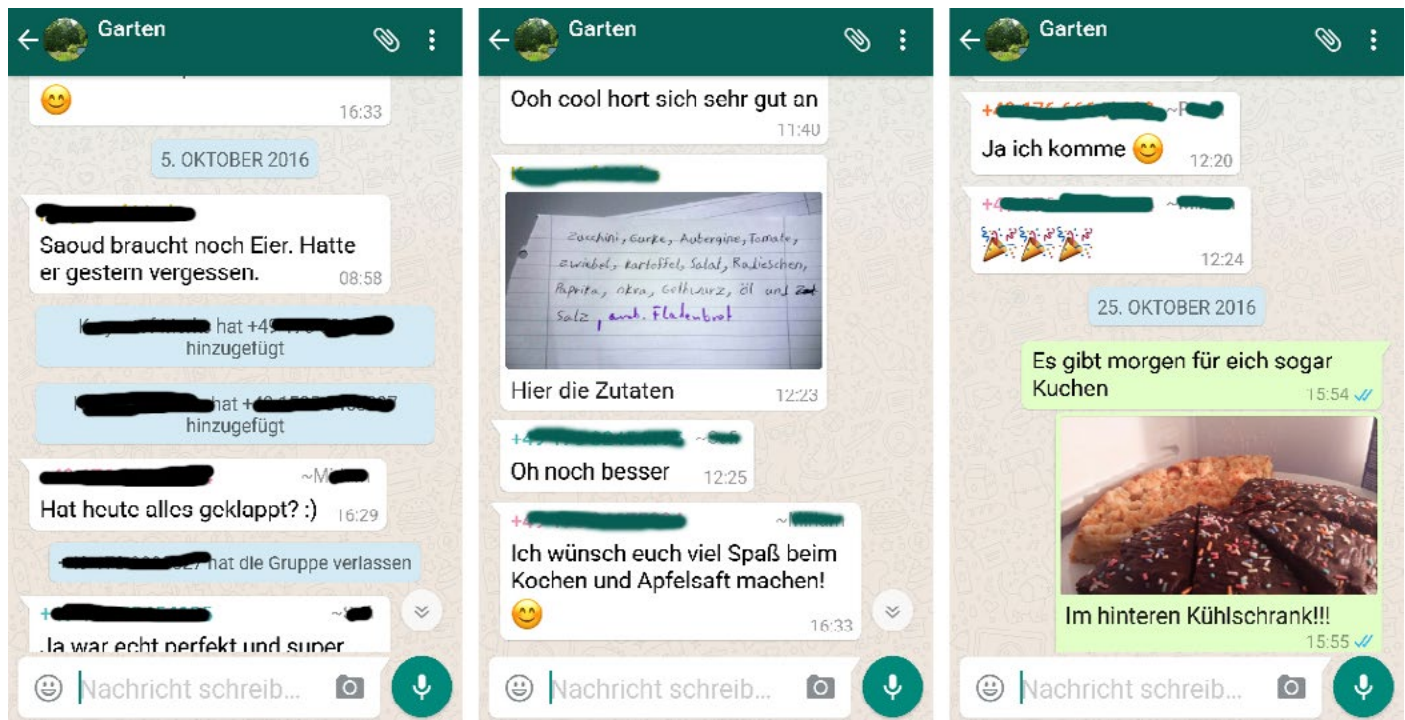 Garten
16:33
5. OKTOBER 2016
Saoud braucht noch Eier. Hatte
er gestern vergessen.
08:58
hat +4
hinzugefügt
hat +
hinzugefügt
~M
Hat heute alles geklappt? :)
16:29
hat die Gruppe verlassen
+
~
Ja war echt perfekt und super
Nachricht schreib...
Garten
Ooh cool hort sich sehr gut an
11:40
Zucchini, Gurke, Aubergine, Tomate,
zwiebel, Kartoffel, Salat, Radieschen,
Paprika, okra, Gelbwurz, öl und
Salz, arab. Fladenbrot
Hier die Zutaten
12:23
Oh noch besser
12:25
Ich wünsch euch viel Spaß beim
Kochen und Apfelsaft machen!
16:33
Nachricht schreib...
Garten
Ja ich komme
12:20
12:24
25. OKTOBER 2016
Es gibt morgen für eich sogar
Kuchen
15:54
Im hinteren Kühlschrank!!!
15:55
Nachricht schreib...